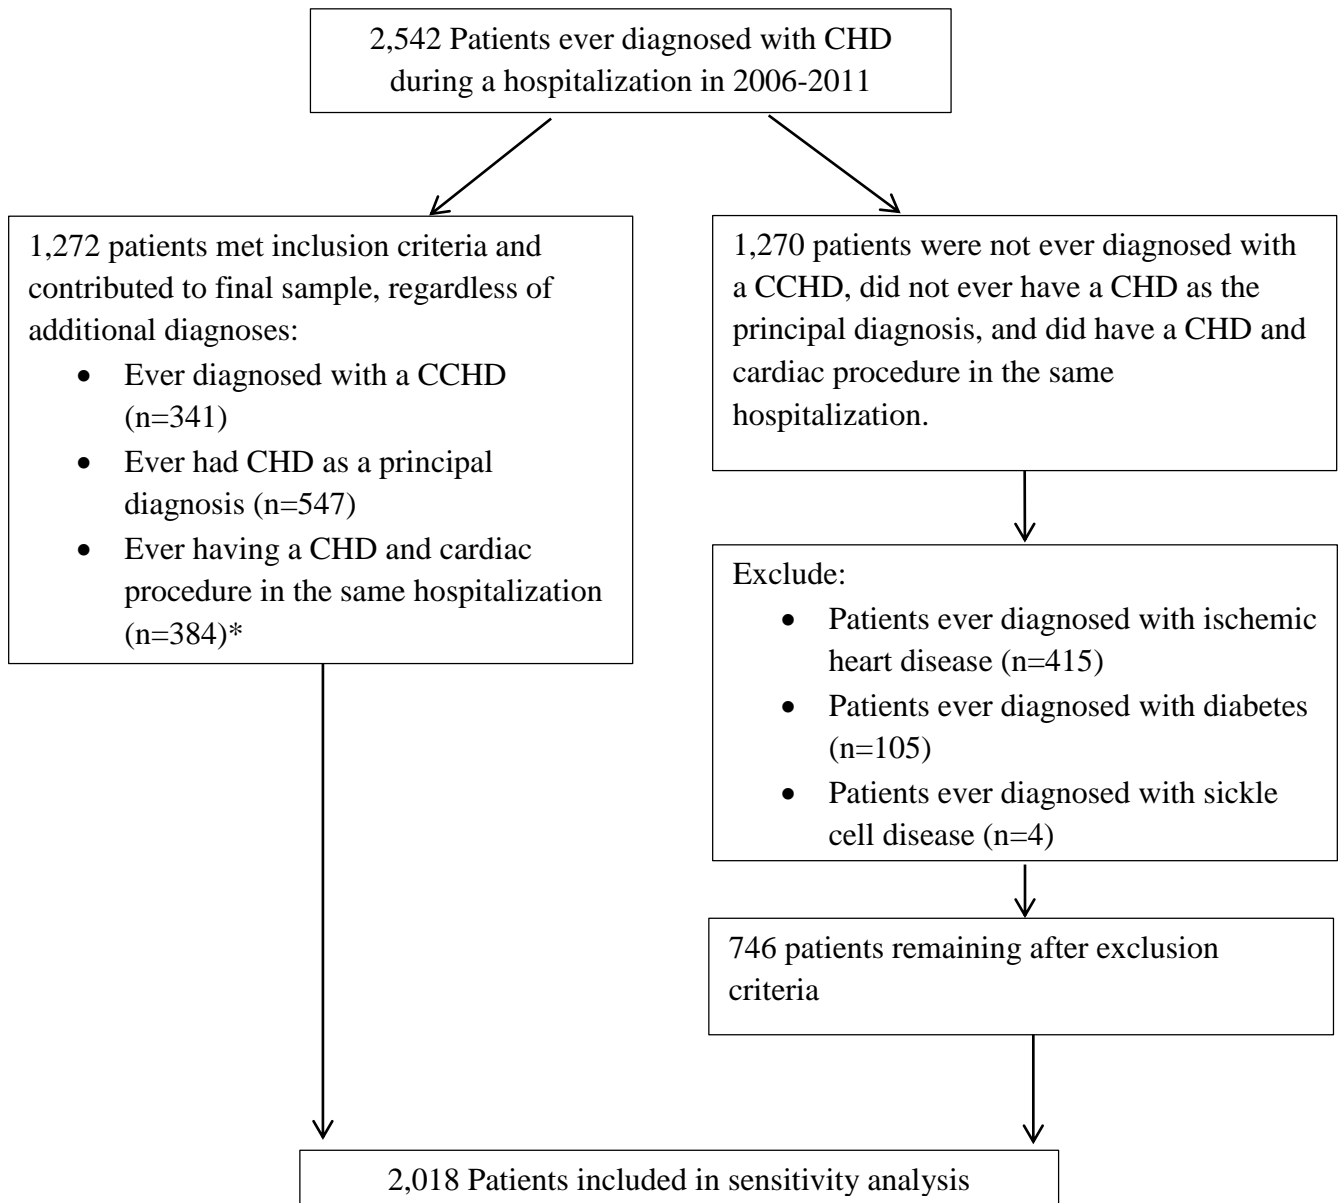 2,542 Patients ever diagnosed with CHD
during a hospitalization in 2006-2011
1,272 patients met inclusion criteria and
contributed to final sample, regardless of
additional diagnoses:
• Ever diagnosed with a CCHD
(n=341)
• Ever had CHD as a principal
diagnosis (n=547)
• Ever having a CHD and cardiac
procedure in the same hospitalization
(n=384)*
1,270 patients were not ever diagnosed with
a CCHD, did not ever have a CHD as the
principal diagnosis, and did have a CHD and
cardiac procedure in the same
hospitalization.
Exclude:
• Patients ever diagnosed with ischemic
heart disease (n=415)
• Patients ever diagnosed with diabetes
(n=105)
• Patients ever diagnosed with sickle
cell disease (n=4)
746 patients remaining after exclusion
criteria
2,018 Patients included in sensitivity analysis